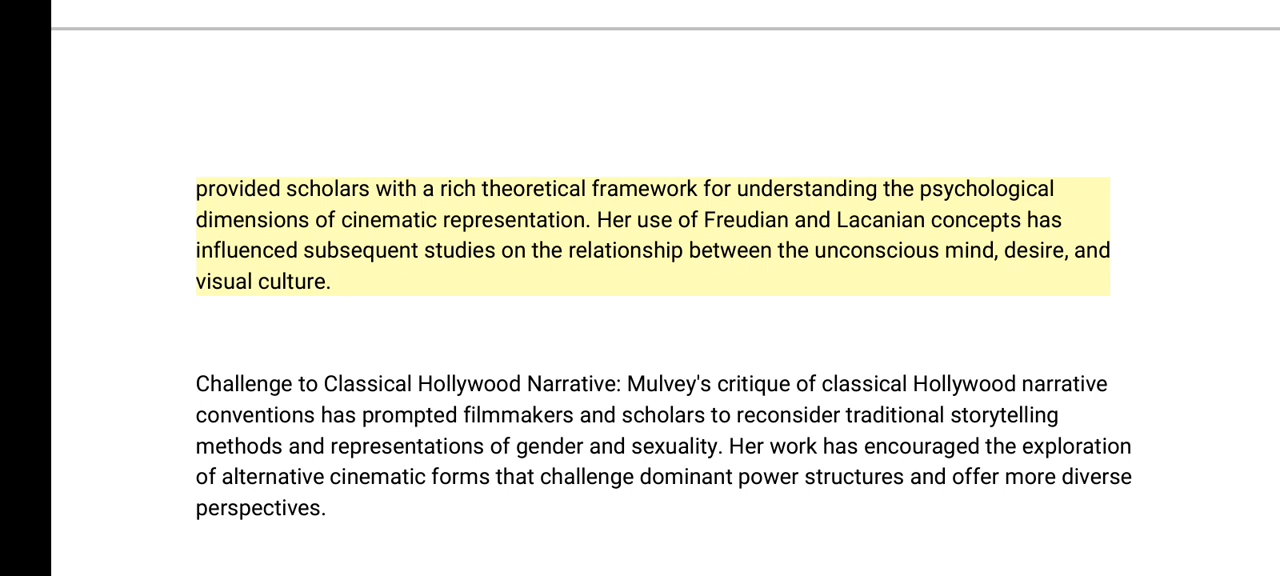 provided scholars with a rich theoretical framework for understanding the psychological
dimensions of cinematic representation. Her use of Freudian and Lacanian concepts has
influenced subsequent studies on the relationship between the unconscious mind, desire, and
visual culture.
Challenge to Classical Hollywood Narrative: Mulvey's critique of classical Hollywood narrative
conventions has prompted filmmakers and scholars to reconsider traditional storytelling
methods and representations of gender and sexuality. Her work has encouraged the exploration
of alternative cinematic forms that challenge dominant power structures and offer more diverse
perspectives.